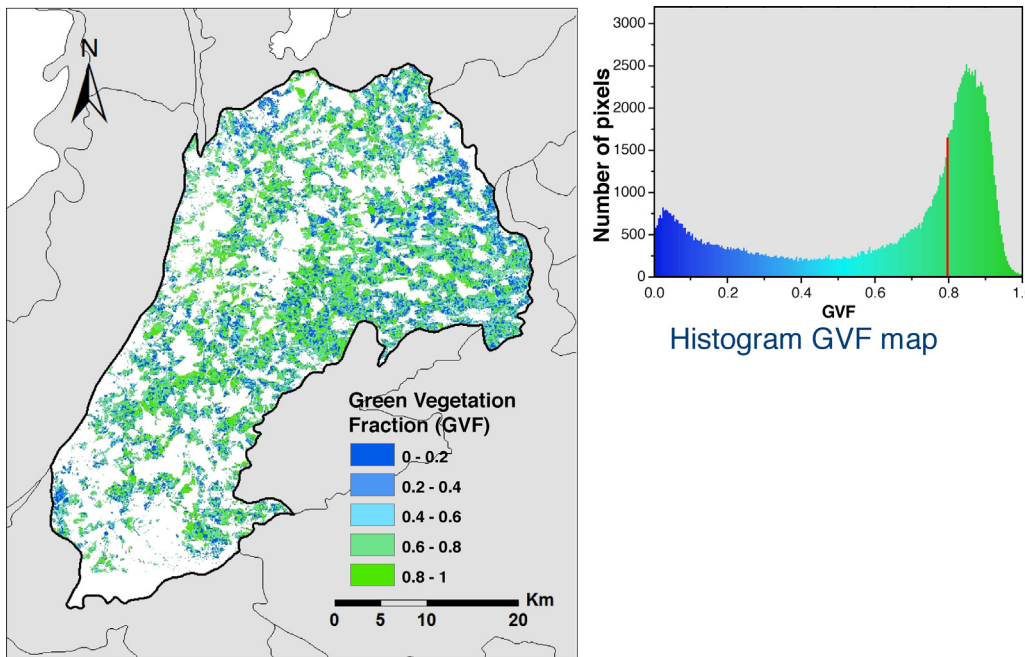 N
Green Vegetation
Fraction (GVF)
0 - 0.2
0.2 - 0.4
0.4 - 0.6
0.6 - 0.8
0.8 - 1
Km
0 5 10 20
Number of pixels
3000
2500
2000
1500
1000
500
0
0.0 0.2 0.4 0.6 0.8 1.
GVF
Histogram GVF map